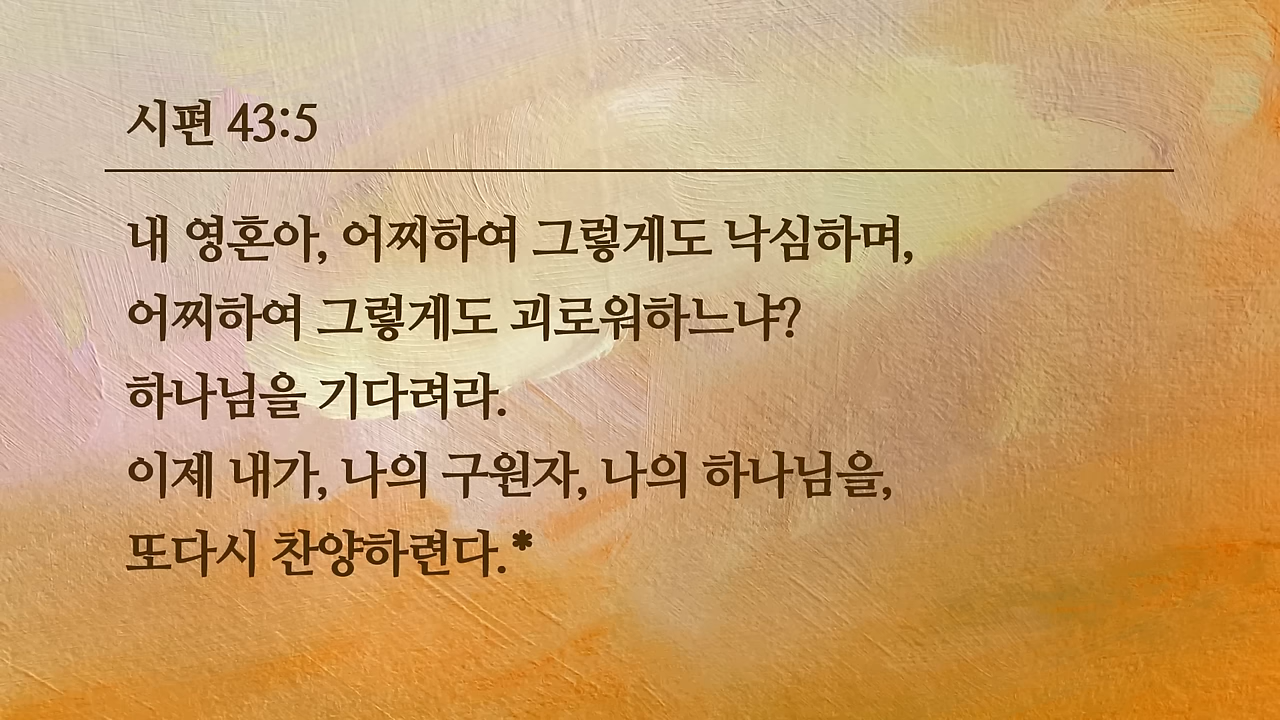 시편 43:5
내 영혼아, 어찌하여 그렇게도 낙심하며,
어찌하여 그렇게도 괴로워하느냐?
하나님을 기다려라.
이제 내가, 나의 구원자, 나의 하나님을,
또다시 찬양하련다.*